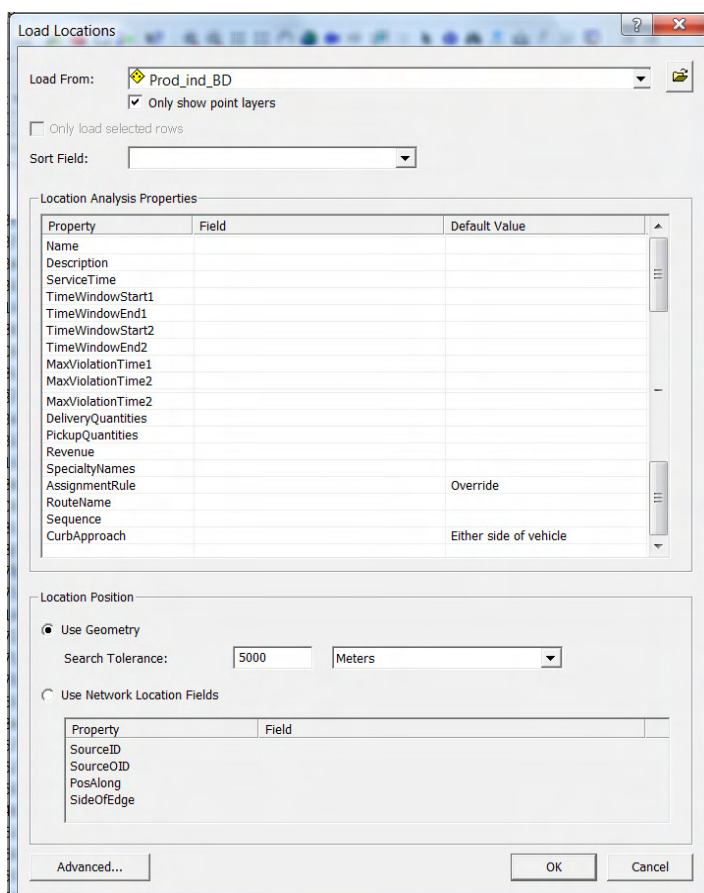 Load Locations
Load From: Prod_ind_BD
Only show point layers
Only load selected rows
Sort Field:
Location Analysis Properties
Property Field Default Value
Name
Description
ServiceTime
TimeWindowStart1
TimeWindowEnd1
TimeWindowStart2
TimeWindowEnd2
MaxViolationTime1
MaxViolationTime2
MaxViolationTime2
DeliveryQuantities
PickupQuantities
Revenue
SpecialtyNames
AssignmentRule Override
RouteName
Sequence
CurbApproach Either side of vehicle
Location Position
Use Geometry
Search Tolerance: 5000 Meters
Use Network Location Fields
Property Field
SourceID
SourceOID
PosAlong
SideOfEdge
Advanced... OK Cancel